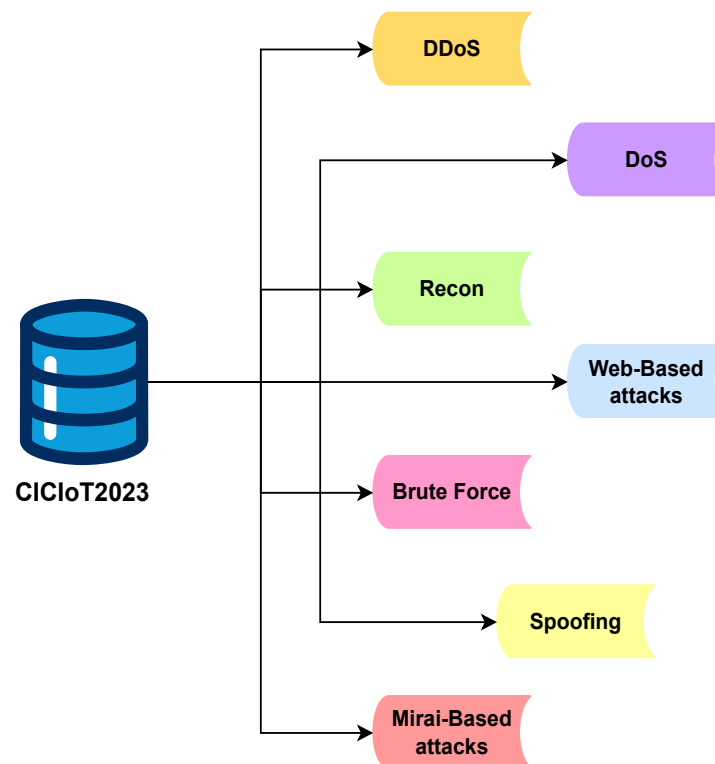 DDoS
DoS
Recon
Web-Based
attacks
CICIoT2023
Brute Force
Spoofing
Mirai-Based
attacks